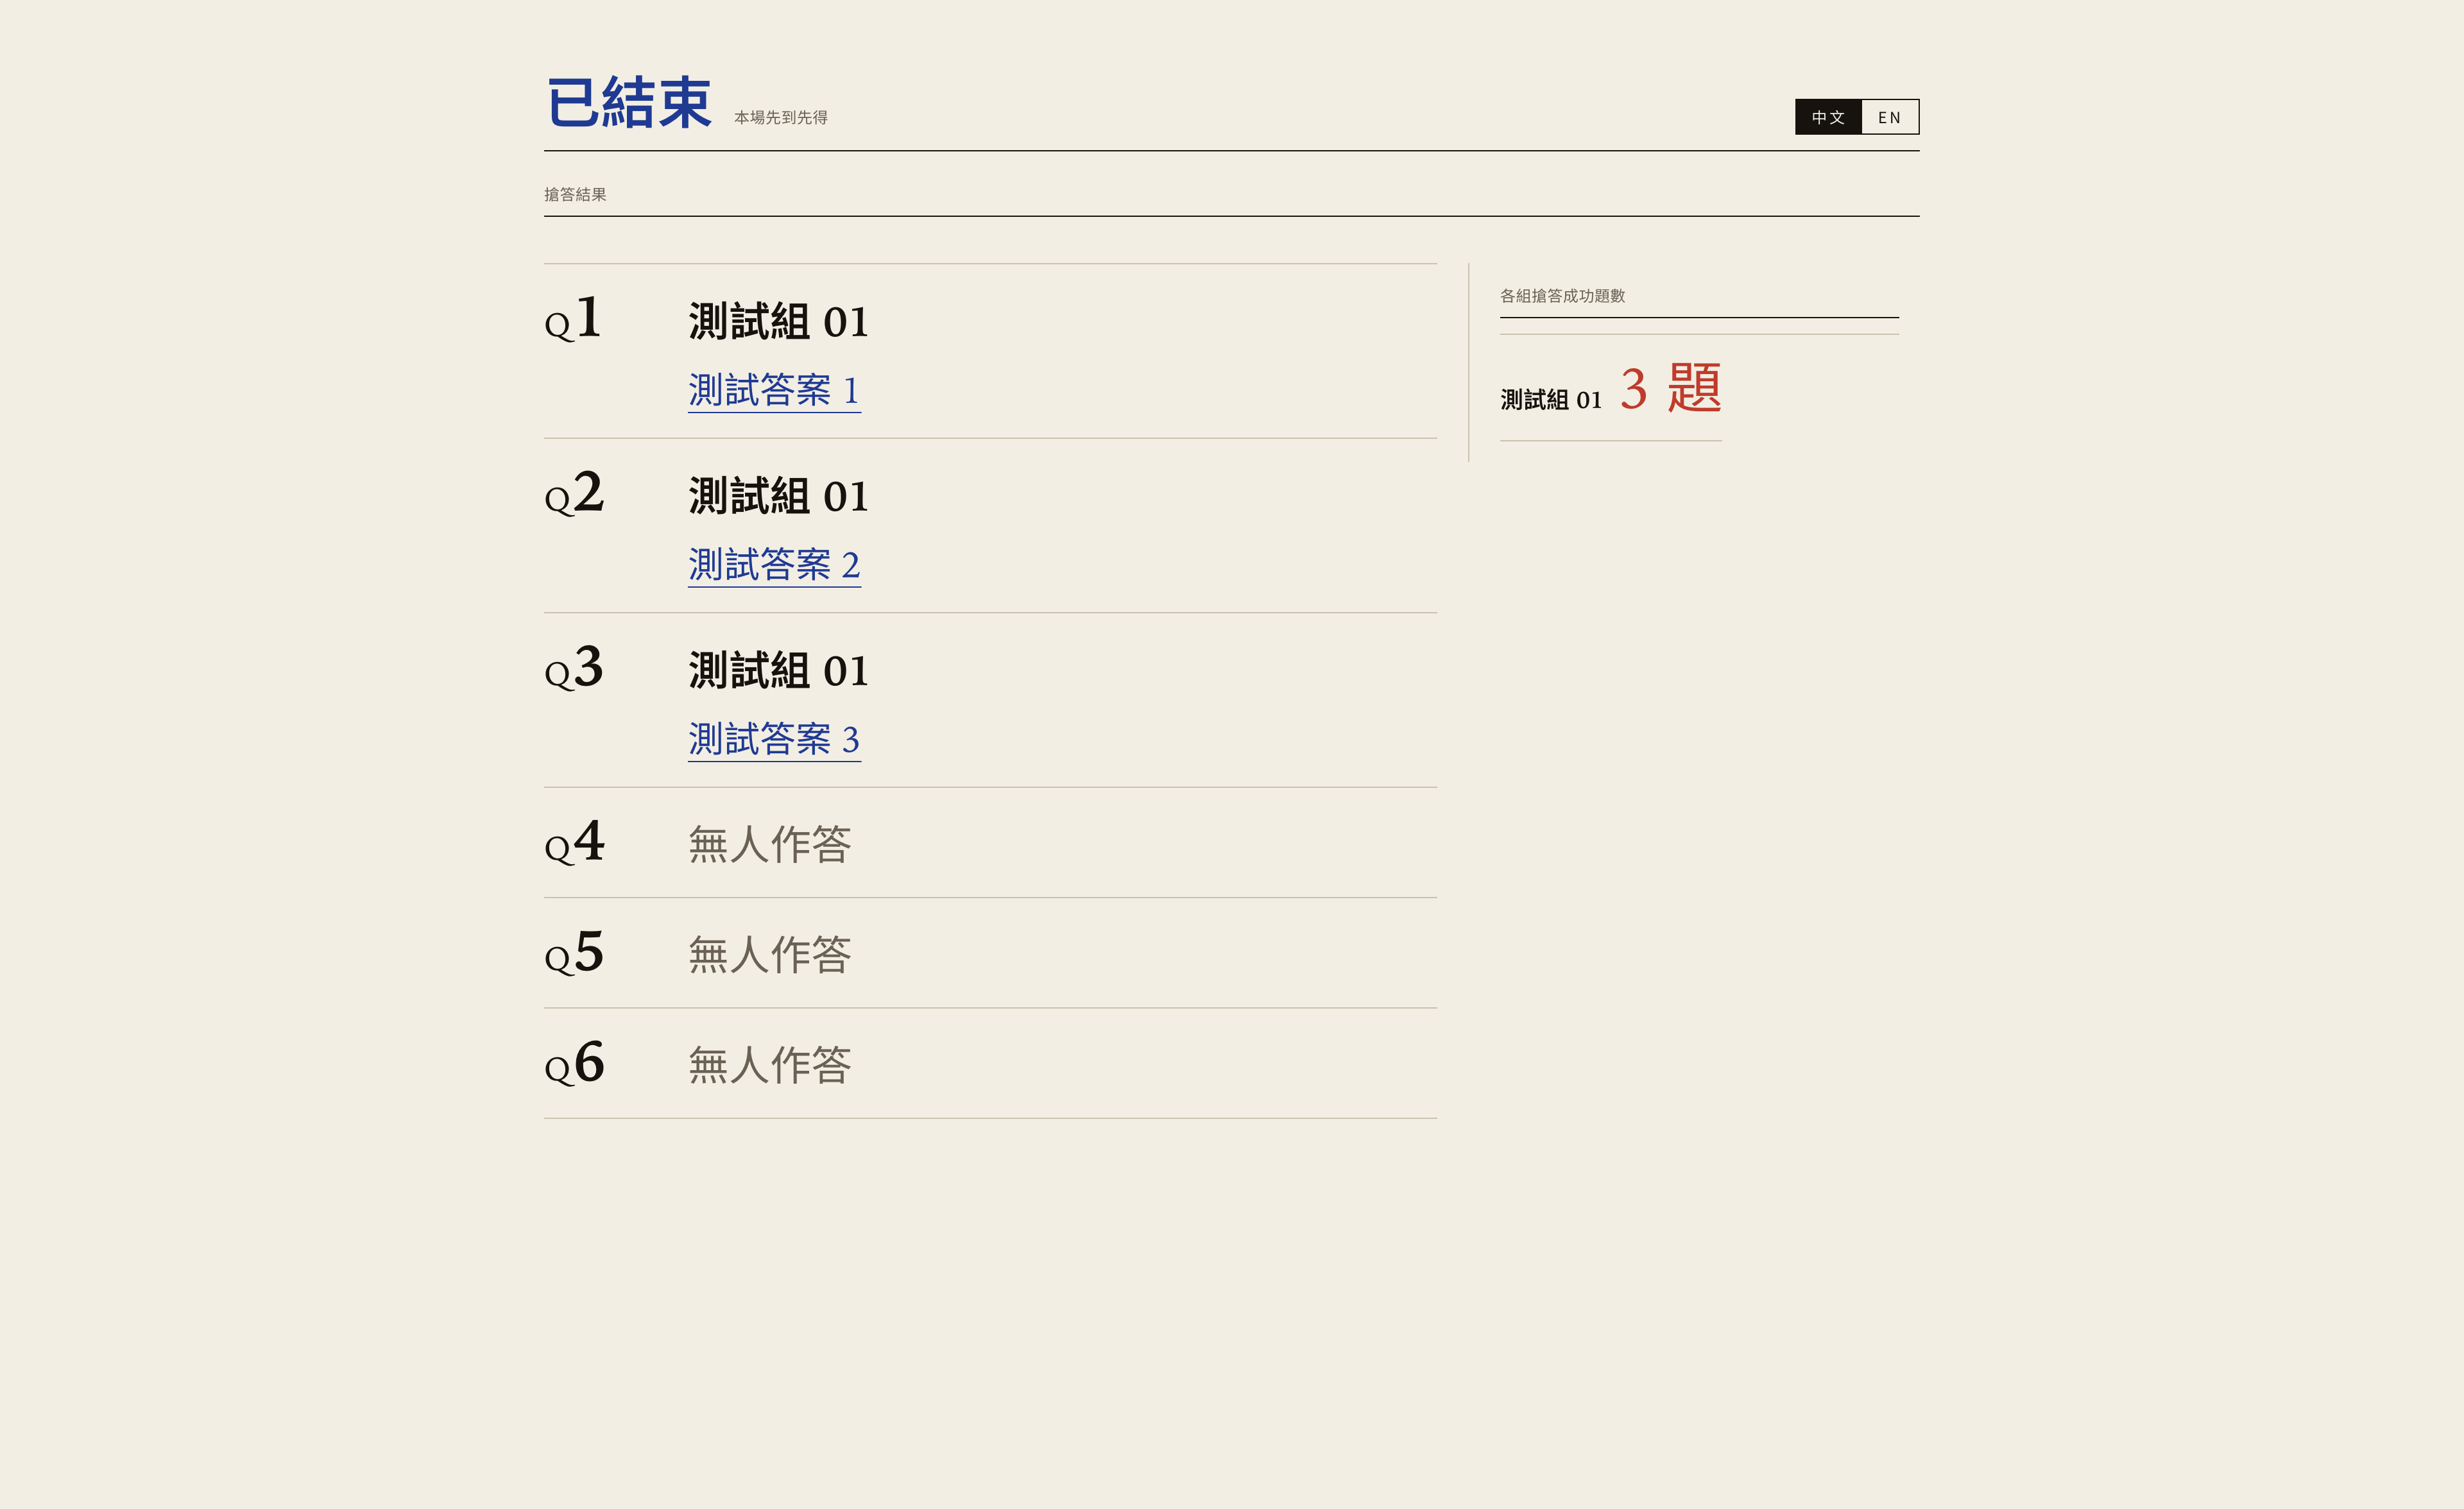 已結束 本場先到先得
中文 EN
搶答結果
Q1 測試組 01
測試答案 1
Q2 測試組 01
測試答案 2
Q3 測試組 01
測試答案 3
Q4 無人作答
Q5 無人作答
Q6 無人作答
各組搶答成功題數
測試組 01 3 題